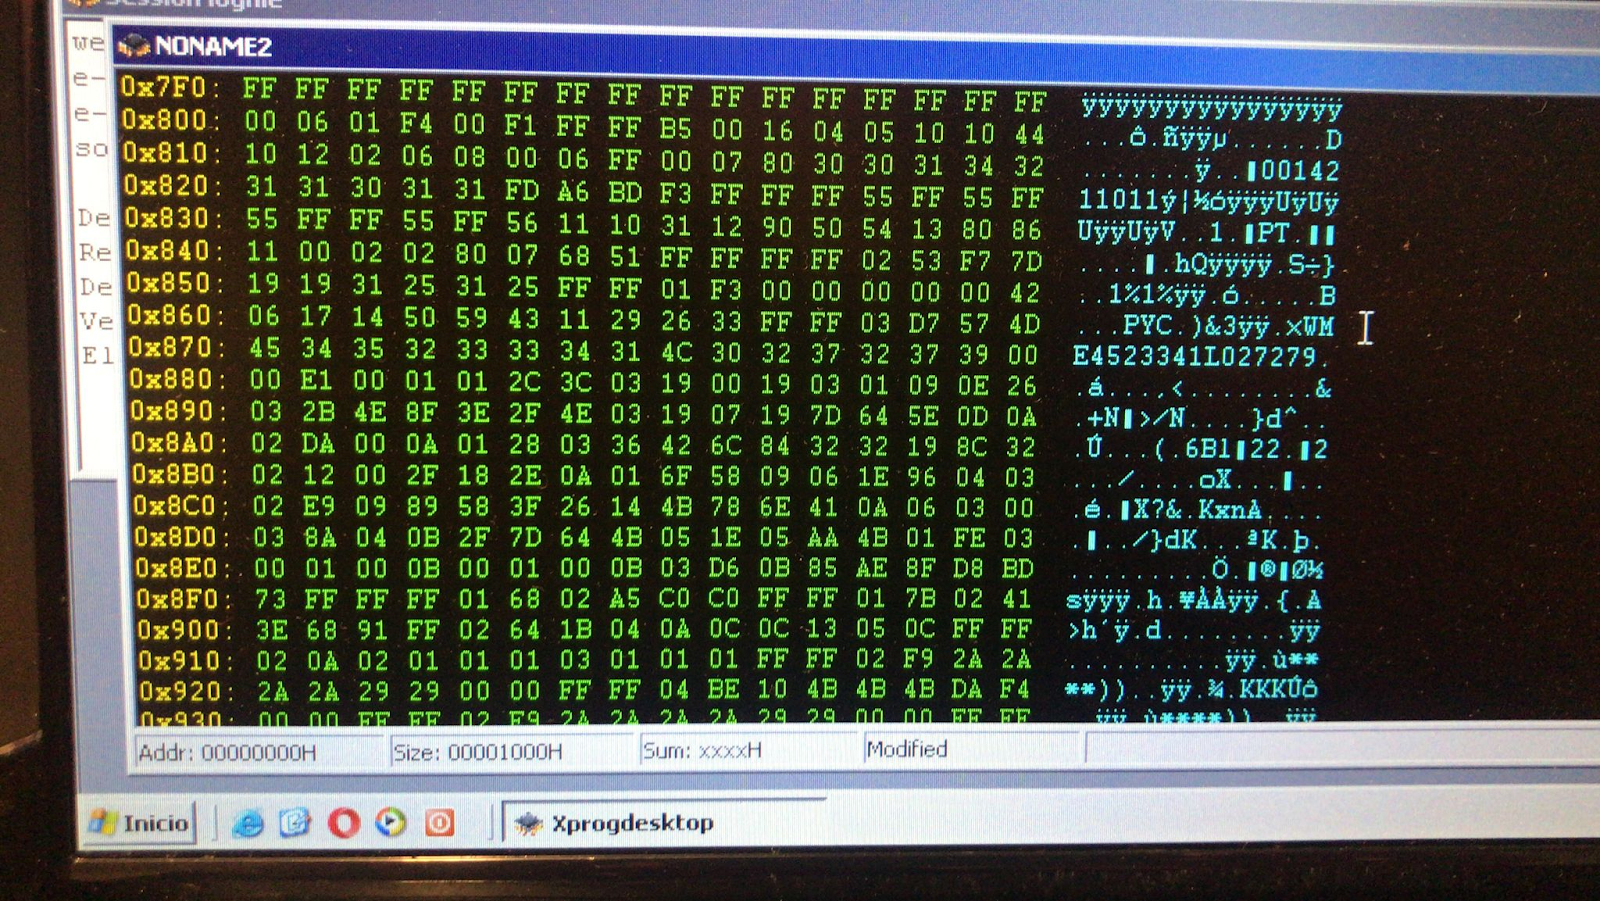 Session logfile
we
NONAME2
e-
e-
so
De
Re
De
Ve
El
0x7F0: FF FF FF FF FF FF FF FF FF FF FF FF FF FF FF FF ÿÿÿÿÿÿÿÿÿÿÿÿÿÿÿÿ
0x800: 00 06 01 F4 00 F1 FF FF B5 00 16 04 05 10 10 44 ...ô.ñÿÿµ......D
0x810: 10 12 02 06 08 00 06 FF 00 07 80 30 30 31 34 32 .......ÿ..▮00142
0x820: 31 31 30 31 31 FD A6 BD F3 FF FF FF 55 FF 55 FF 11011ý¦½óÿÿÿUÿUÿ
0x830: 55 FF FF 55 FF 56 11 10 31 12 90 50 54 13 80 86 UÿÿUÿV..1.▮PT.▮▮
0x840: 11 00 02 02 80 07 68 51 FF FF FF FF 02 53 F7 7D ....▮.hQÿÿÿÿ.S÷}
0x850: 19 19 31 25 31 25 FF FF 01 F3 00 00 00 00 00 42 ..1%1%ÿÿ.ó.....B
0x860: 06 17 14 50 59 43 11 29 26 33 FF FF 03 D7 57 4D ...PYC.)&3ÿÿ.×WM
0x870: 45 34 35 32 33 33 34 31 4C 30 32 37 32 37 39 00 E4523341L027279.
0x880: 00 E1 00 01 01 2C 3C 03 19 00 19 03 01 09 0E 26 .á...,<........&
0x890: 03 2B 4E 8F 3E 2F 4E 03 19 07 19 7D 64 5E 0D 0A .+N▮>/N....}d^..
0x8A0: 02 DA 00 0A 01 28 03 36 42 6C 84 32 32 19 8C 32 .Ú...(.6Bl▮22.▮2
0x8B0: 02 12 00 2F 18 2E 0A 01 6F 58 09 06 1E 96 04 03 .../....oX...▮..
0x8C0: 02 E9 09 89 58 3F 26 14 4B 78 6E 41 0A 06 03 00 .é.▮X?&.KxnA....
0x8D0: 03 8A 04 0B 2F 7D 64 4B 05 1E 05 AA 4B 01 FE 03 .▮../}dK...ªK.þ.
0x8E0: 00 01 00 0B 00 01 00 0B 03 D6 0B 85 AE 8F D8 BD .........Ö.▮®▮Ø½
0x8F0: 73 FF FF FF 01 68 02 A5 C0 C0 FF FF 01 7B 02 41 sÿÿÿ.h.¥ÀÀÿÿ.{.A
0x900: 3E 68 91 FF 02 64 1B 04 0A 0C 0C 13 05 0C FF FF >h´ÿ.d........ÿÿ
0x910: 02 0A 02 01 01 01 03 01 01 01 FF FF 02 F9 2A 2A ..........ÿÿ.ù**
0x920: 2A 2A 29 29 00 00 FF FF 04 BE 10 4B 4B 4B DA F4 **))..ÿÿ.¾.KKKÚô
0x930: 00 00 FF FF 02 F9 2A 2A 2A 2A 29 29 00 00 FF FF ..ÿÿ.ù****))..ÿÿ
Addr: 00000000H Size: 00001000H Sum: xxxxH Modified
Inicio Xprogdesktop